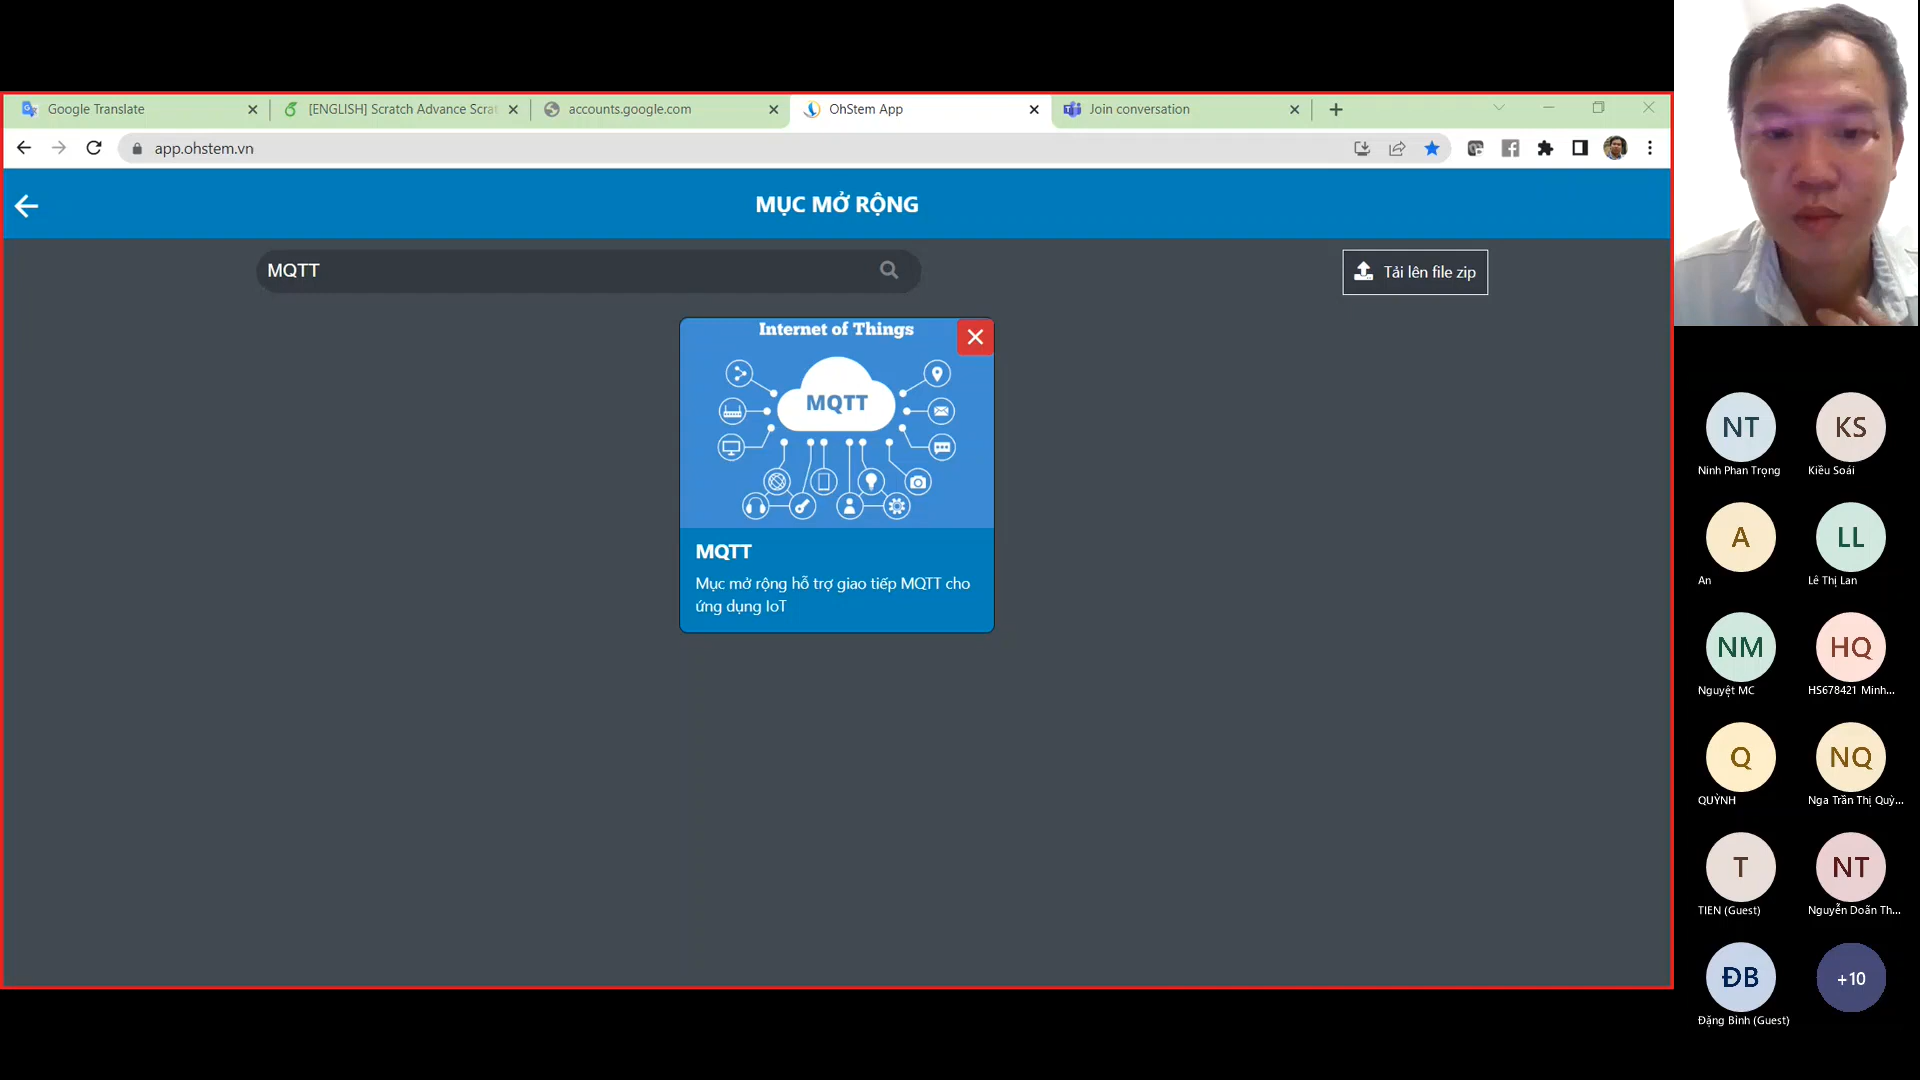 Google Translate
[ENGLISH] Scratch Advance Scrat
accounts.google.com
OhStem App
Join conversation
app.ohstem.vn
MỤC MỞ RỘNG
MQTT
Tải lên file zip
Internet of Things
MQTT
MQTT
Mục mở rộng hỗ trợ giao tiếp MQTT cho
ứng dụng IoT
NT
KS
Ninh Phan Trọng
Kiều Soái
A
LL
An
Lê Thị Lan
NM
HQ
Nguyệt MC
HS678421 Minh...
Q
NQ
QUỲNH
Nga Trần Thị Quỳ...
T
NT
TIEN (Guest)
Nguyễn Doãn Th...
ĐB
+10
Đặng Bình (Guest)